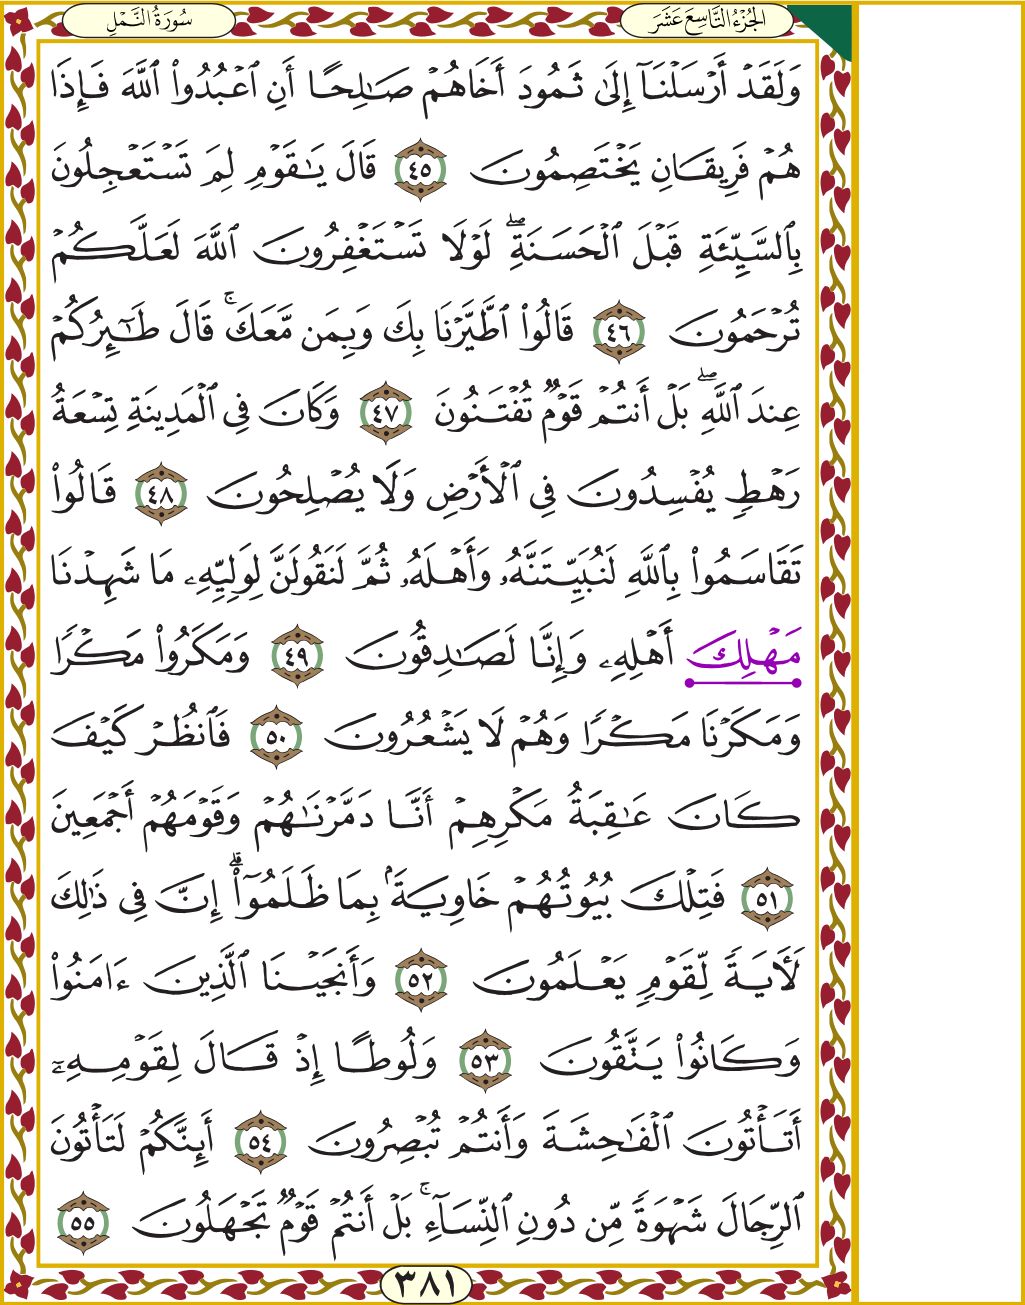 الجُزْءُ التَّاسِعَ عَشَرَ
سُورَةُ النَّمْلِ
وَلَقَدۡ أَرۡسَلۡنَآ إِلَىٰ ثَمُودَ أَخَاهُمۡ صَٰلِحًا أَنِ ٱعۡبُدُواْ ٱللَّهَ فَإِذَا
هُمۡ فَرِيقَانِ يَخۡتَصِمُونَ ٤٥ قَالَ يَٰقَوۡمِ لِمَ تَسۡتَعۡجِلُونَ
بِٱلسَّيِّئَةِ قَبۡلَ ٱلۡحَسَنَةِۖ لَوۡلَا تَسۡتَغۡفِرُونَ ٱللَّهَ لَعَلَّكُمۡ
تُرۡحَمُونَ ٤٦ قَالُواْ ٱطَّيَّرۡنَا بِكَ وَبِمَن مَّعَكَۚ قَالَ طَٰٓئِرُكُمۡ
عِندَ ٱللَّهِۖ بَلۡ أَنتُمۡ قَوۡمٞ تُفۡتَنُونَ ٤٧ وَكَانَ فِي ٱلۡمَدِينَةِ تِسۡعَةُ
رَهۡطٖ يُفۡسِدُونَ فِي ٱلۡأَرۡضِ وَلَا يُصۡلِحُونَ ٤٨ قَالُواْ
تَقَاسَمُواْ بِٱللَّهِ لَنُبَيِّتَنَّهُۥ وَأَهۡلَهُۥ ثُمَّ لَنَقُولَنَّ لِوَلِيِّهِۦ مَا شَهِدۡنَا
مَهۡلِكَ أَهۡلِهِۦ وَإِنَّا لَصَٰدِقُونَ ٤٩ وَمَكَرُواْ مَكۡرٗا
وَمَكَرۡنَا مَكۡرٗا وَهُمۡ لَا يَشۡعُرُونَ ٥٠ فَٱنظُرۡ كَيۡفَ
كَانَ عَٰقِبَةُ مَكۡرِهِمۡ أَنَّا دَمَّرۡنَٰهُمۡ وَقَوۡمَهُمۡ أَجۡمَعِينَ
٥١ فَتِلۡكَ بُيُوتُهُمۡ خَاوِيَةَۢ بِمَا ظَلَمُوٓاْۗ إِنَّ فِي ذَٰلِكَ
لَأٓيَةٗ لِّقَوۡمٖ يَعۡلَمُونَ ٥٢ وَأَنجَيۡنَا ٱلَّذِينَ ءَامَنُواْ
وَكَانُواْ يَتَّقُونَ ٥٣ وَلُوطًا إِذۡ قَالَ لِقَوۡمِهِۦٓ
أَتَأۡتُونَ ٱلۡفَٰحِشَةَ وَأَنتُمۡ تُبۡصِرُونَ ٥٤ أَئِنَّكُمۡ لَتَأۡتُونَ
ٱلرِّجَالَ شَهۡوَةٗ مِّن دُونِ ٱلنِّسَآءِۚ بَلۡ أَنتُمۡ قَوۡمٞ تَجۡهَلُونَ ٥٥
٣٨١